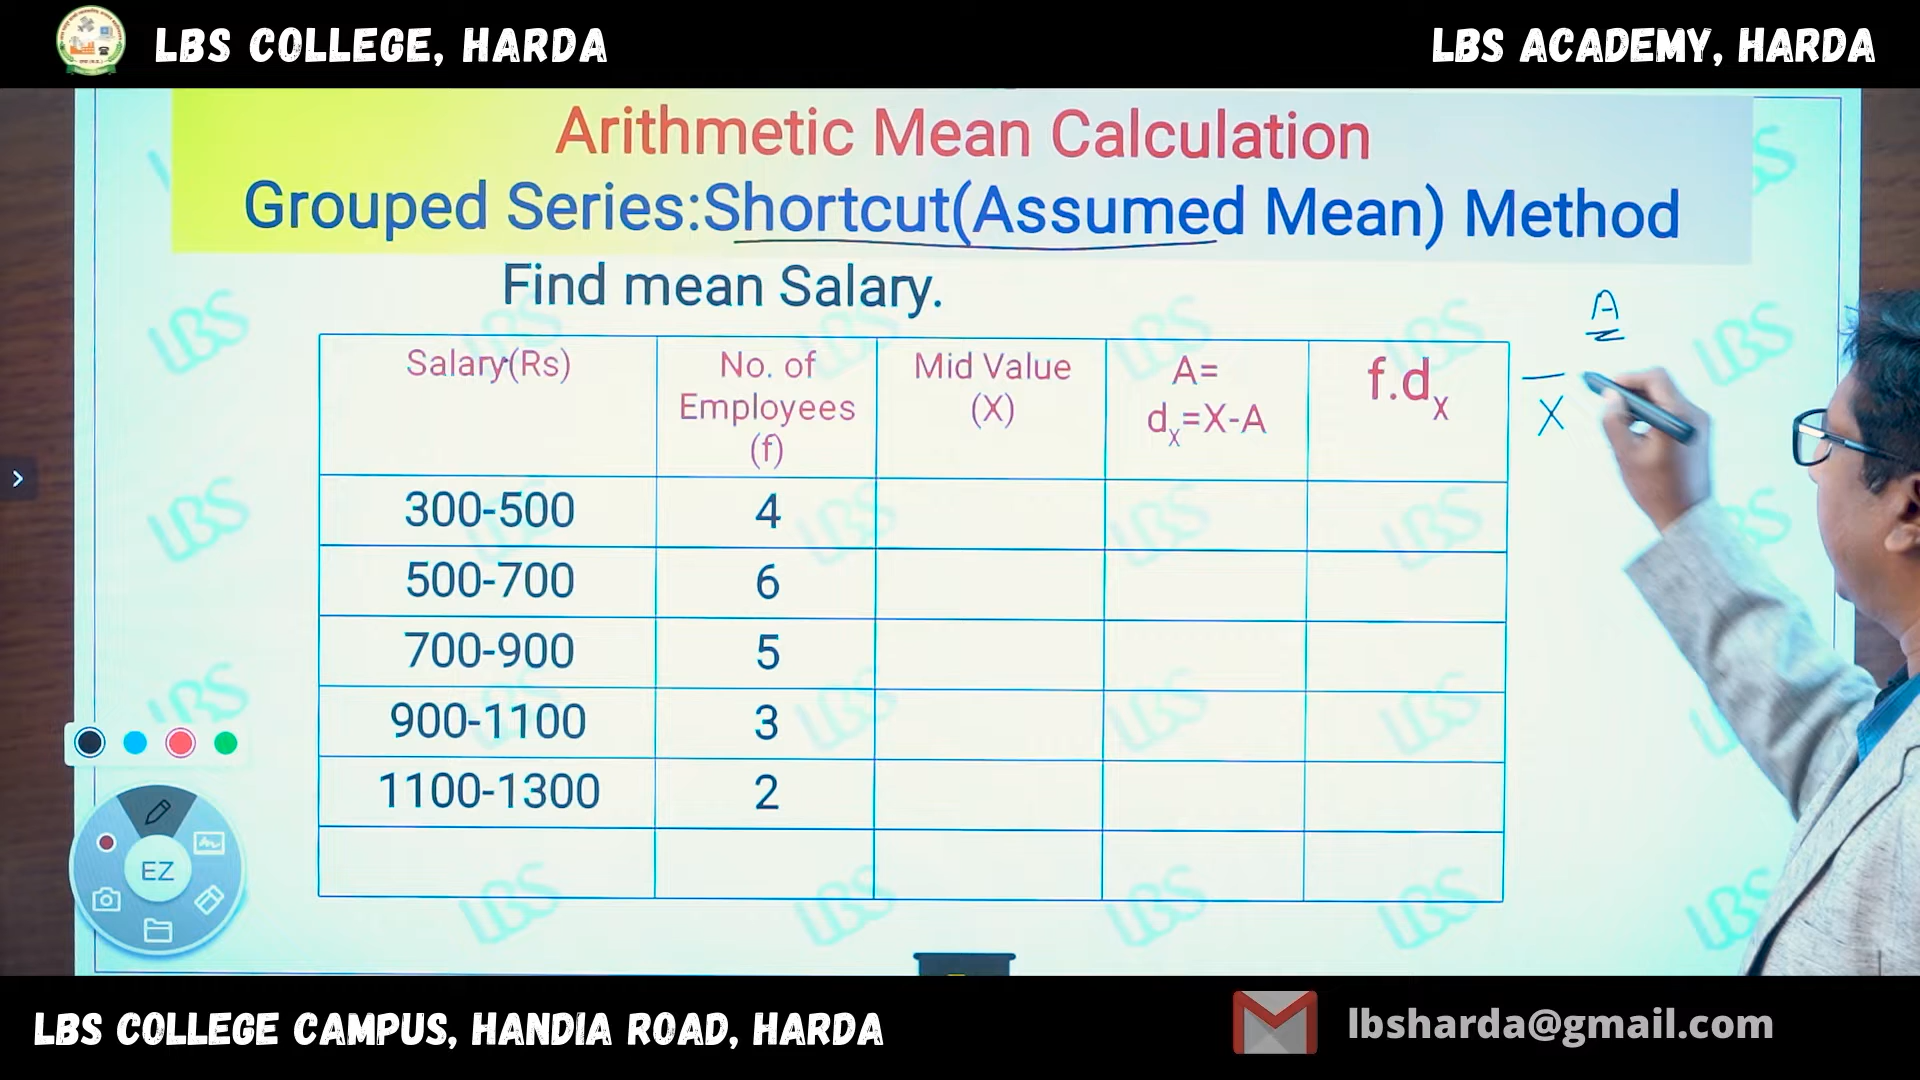 LBS COLLEGE, HARDA
LBS ACADEMY, HARDA
Arithmetic Mean Calculation
Grouped Series:Shortcut(Assumed Mean) Method
Find mean Salary.
A
X
Salary(Rs)
No. of
Employees
(f)
Mid Value
(X)
A=
dx=X-A
f.dx
300-500 4
500-700 6
700-900 5
900-1100 3
1100-1300 2
EZ
LBS
LBS COLLEGE CAMPUS, HANDIA ROAD, HARDA
lbsharda@gmail.com